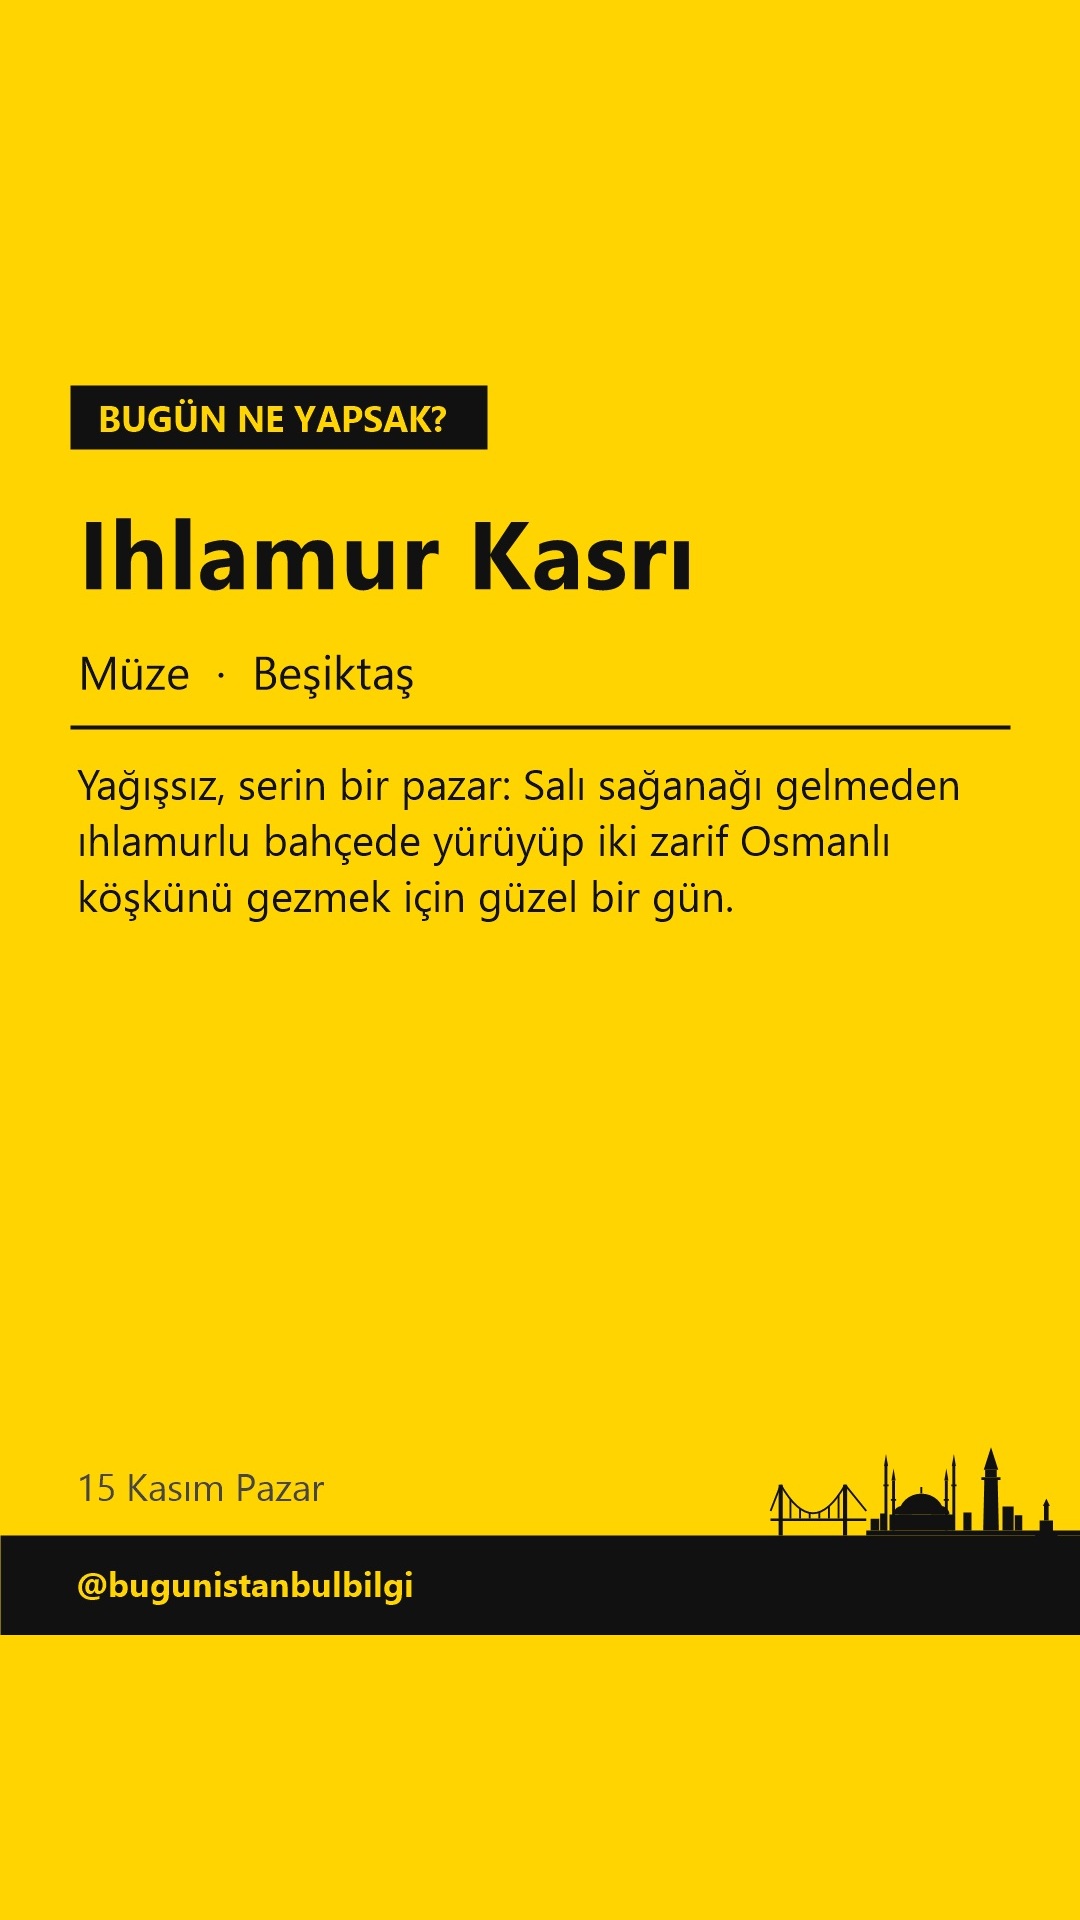 BUGÜN NE YAPSAK?
Ihlamur Kasrı
Müze · Beşiktaş
Yağışsız, serin bir pazar: Salı sağanağı gelmeden
ıhlamurlu bahçede yürüyüp iki zarif Osmanlı
köşkünü gezmek için güzel bir gün.
15 Kasım Pazar
@bugunistanbulbilgi